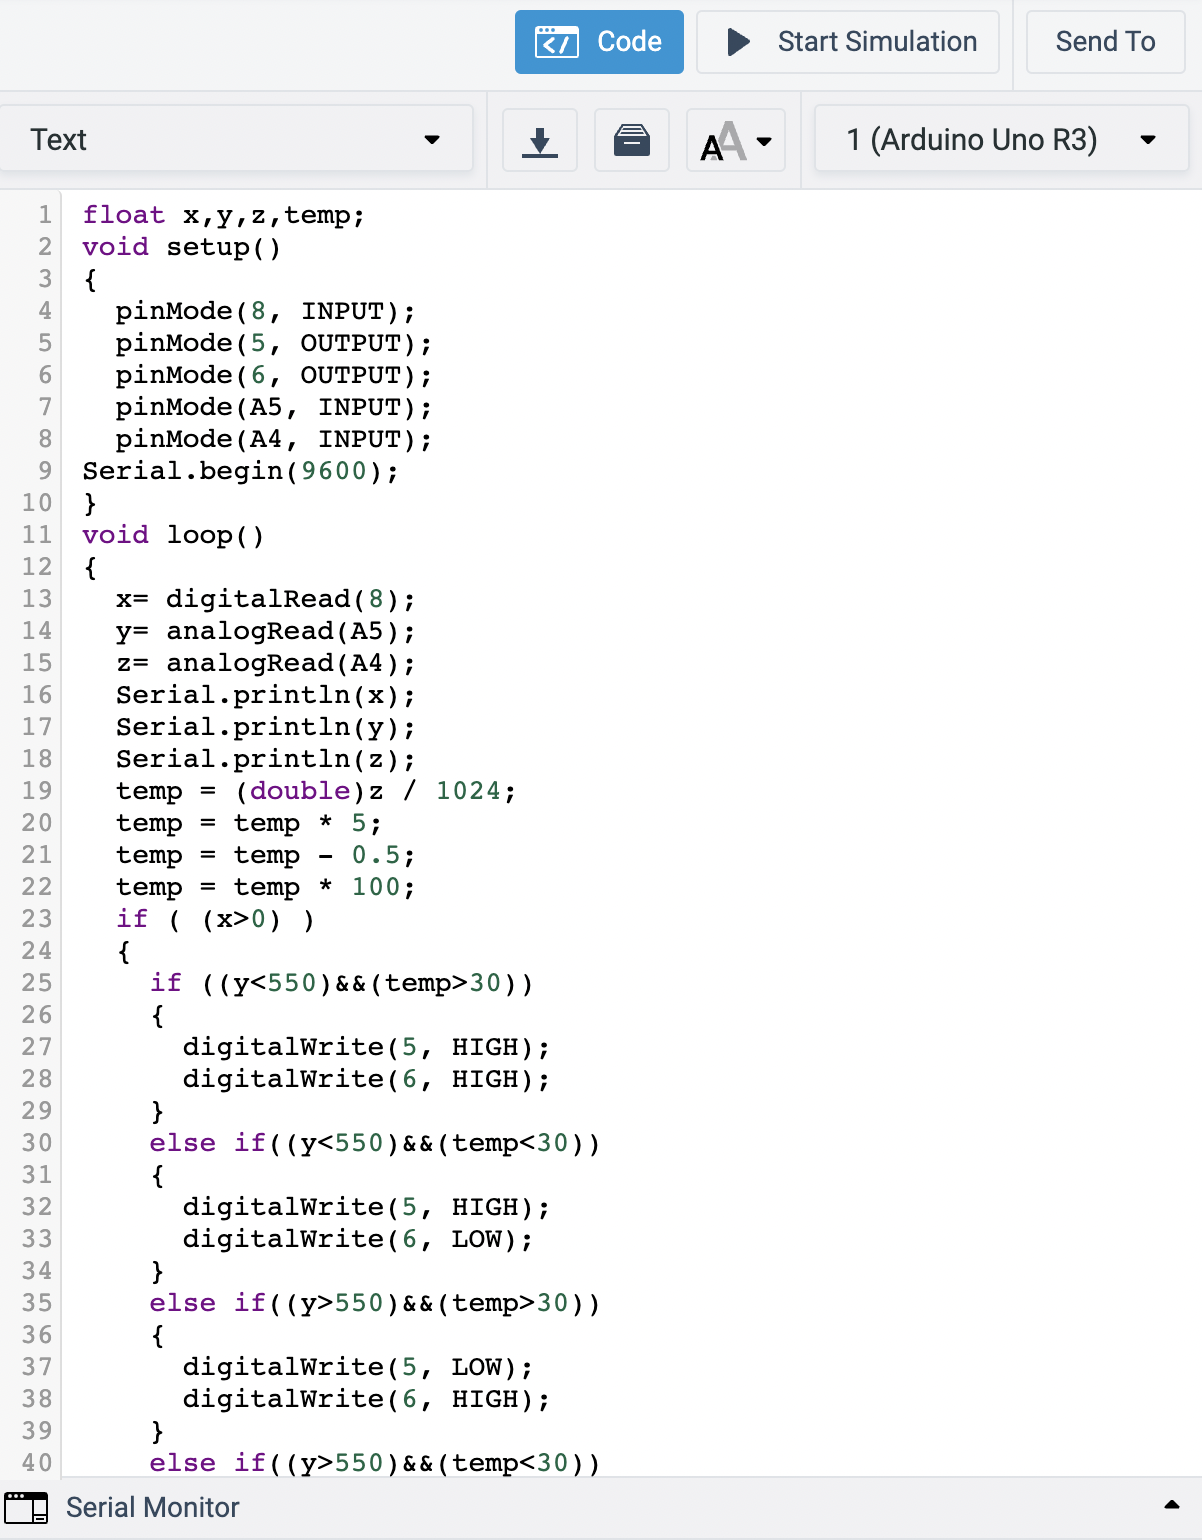 Code
Start Simulation
Send To
Text
1 (Arduino Uno R3)
1 float x,y,z,temp;
2 void setup()
3 {
4   pinMode(8, INPUT);
5   pinMode(5, OUTPUT);
6   pinMode(6, OUTPUT);
7   pinMode(A5, INPUT);
8   pinMode(A4, INPUT);
9 Serial.begin(9600);
10 }
11 void loop()
12 {
13   x= digitalRead(8);
14   y= analogRead(A5);
15   z= analogRead(A4);
16   Serial.println(x);
17   Serial.println(y);
18   Serial.println(z);
19   temp = (double)z / 1024;
20   temp = temp * 5;
21   temp = temp - 0.5;
22   temp = temp * 100;
23   if ( (x>0) )
24   {
25     if ((y<550)&&(temp>30))
26     {
27       digitalWrite(5, HIGH);
28       digitalWrite(6, HIGH);
29     }
30     else if((y<550)&&(temp<30))
31     {
32       digitalWrite(5, HIGH);
33       digitalWrite(6, LOW);
34     }
35     else if((y>550)&&(temp>30))
36     {
37       digitalWrite(5, LOW);
38       digitalWrite(6, HIGH);
39     }
40     else if((y>550)&&(temp<30))
Serial Monitor